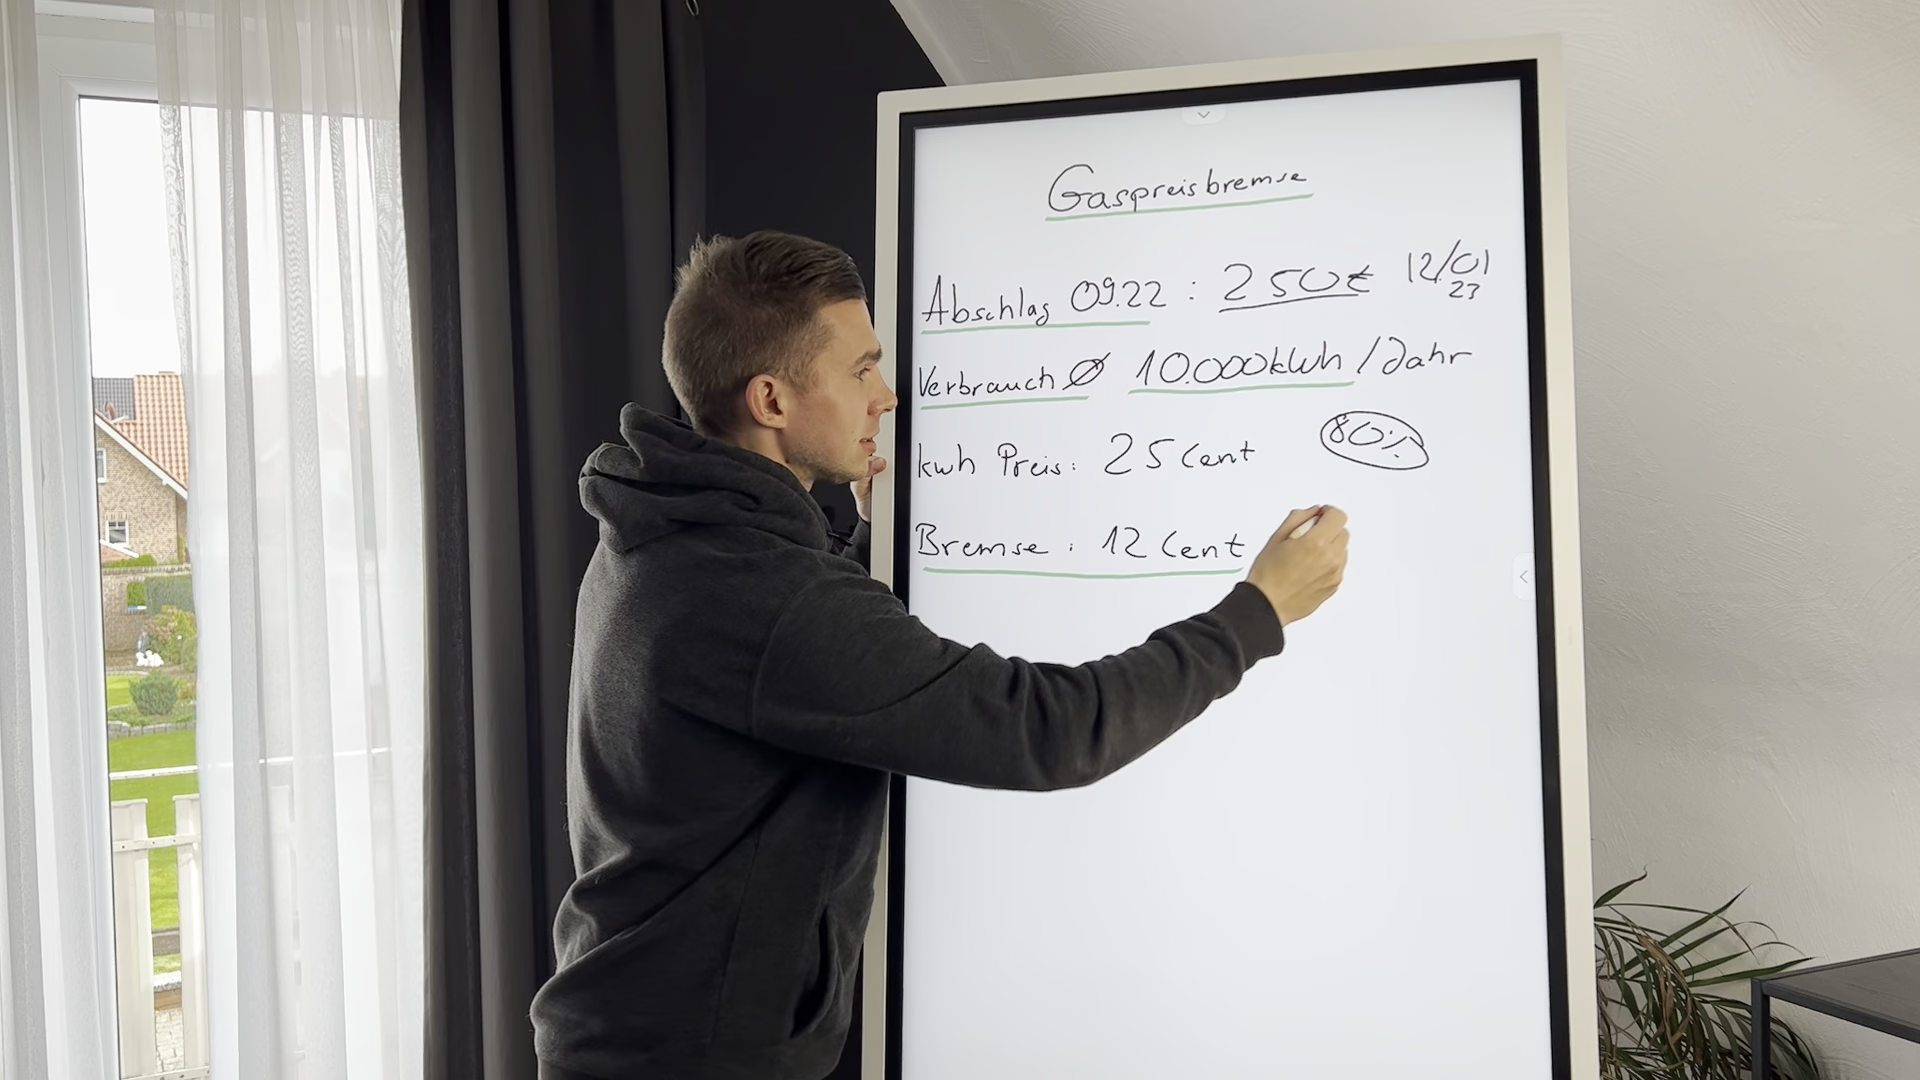 Gaspreisbremse
Abschlag 09.22 : 250€ 12/01
23
Verbrauch Ø 10.000kWh / Jahr
kwh Preis: 25 Cent 80%
Bremse : 12 Cent